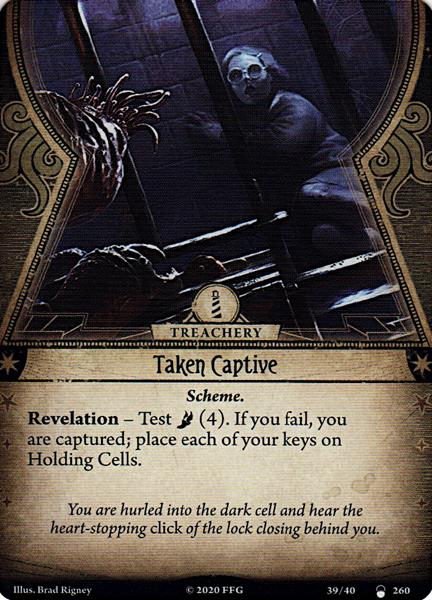 TREACHERY
Taken Captive
Scheme.
Revelation – Test (4). If you fail, you
are captured; place each of your keys on
Holding Cells.
You are hurled into the dark cell and hear the
heart-stopping click of the lock closing behind you.
Illus. Brad Rigney © 2020 FFG 39/40 260